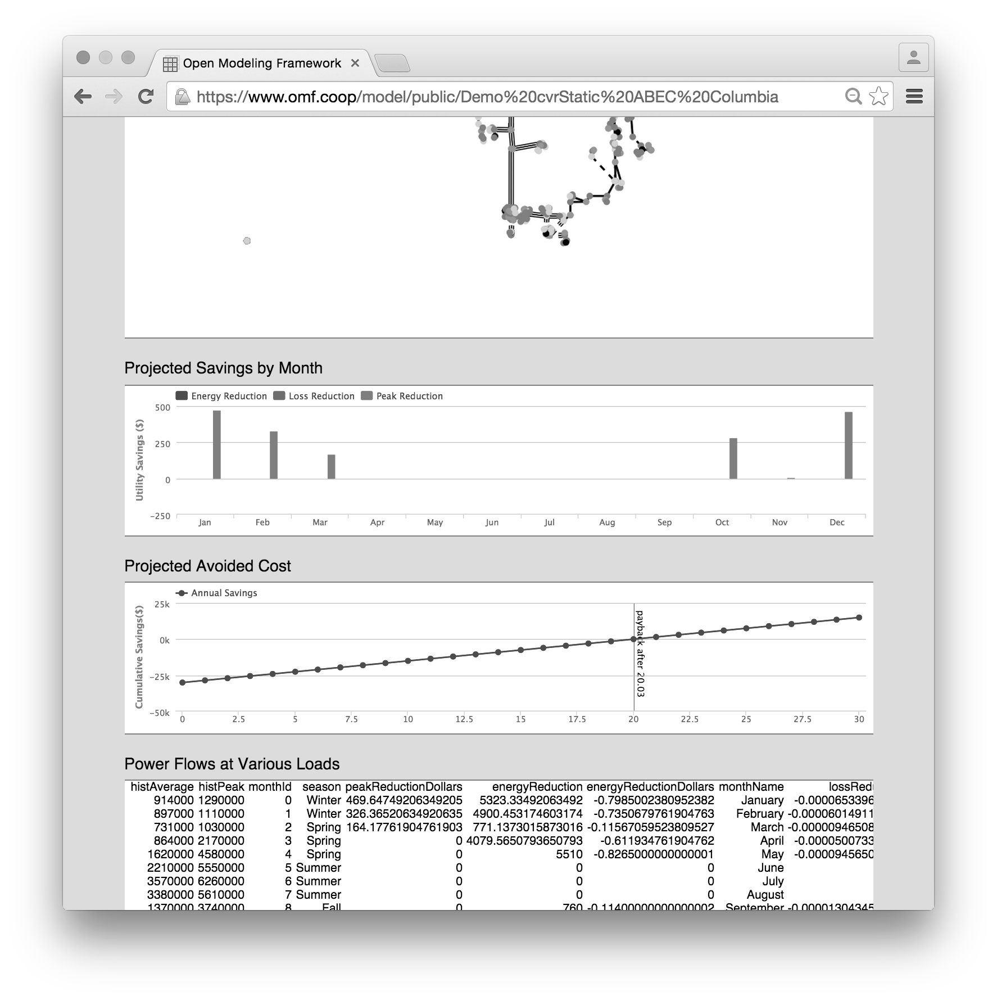 Open Modeling Framework
https://www.omf.coop/model/public/Demo%20cvrStatic%20ABEC%20Columbia
Projected Savings by Month
Energy Reduction Loss Reduction Peak Reduction
Utility Savings ($)
500
250
0
-250
Jan Feb Mar Apr May Jun Jul Aug Sep Oct Nov Dec
Projected Avoided Cost
Annual Savings
Cumulative Savings($)
25k
0k
-25k
-50k
payback after 20.03
0 2.5 5 7.5 10 12.5 15 17.5 20 22.5 25 27.5 30
Power Flows at Various Loads
histAverage histPeak monthId season peakReductionDollars energyReduction energyReductionDollars monthName lossRedu
914000 1290000 0 Winter 469.64749206349205 5323.33492063492 -0.7985002380952382 January -0.0000653396
897000 1110000 1 Winter 326.36520634920635 4900.453174603174 -0.7350679761904763 February -0.00006014911
731000 1030000 2 Spring 164.17761904761903 771.1373015873016 -0.11567059523809527 March -0.00000946508
864000 2170000 3 Spring 0 4079.5650793650793 -0.611934761904762 April -0.0000500733
1620000 4580000 4 Spring 0 5510 -0.8265000000000001 May -0.0000945650
2210000 5550000 5 Summer 0 0 0 June
3570000 6260000 6 Summer 0 0 0 July
3380000 5610000 7 Summer 0 0 0 August
1370000 3740000 8 Fall 0 760 -0.11400000000000002 September -0.00001304345